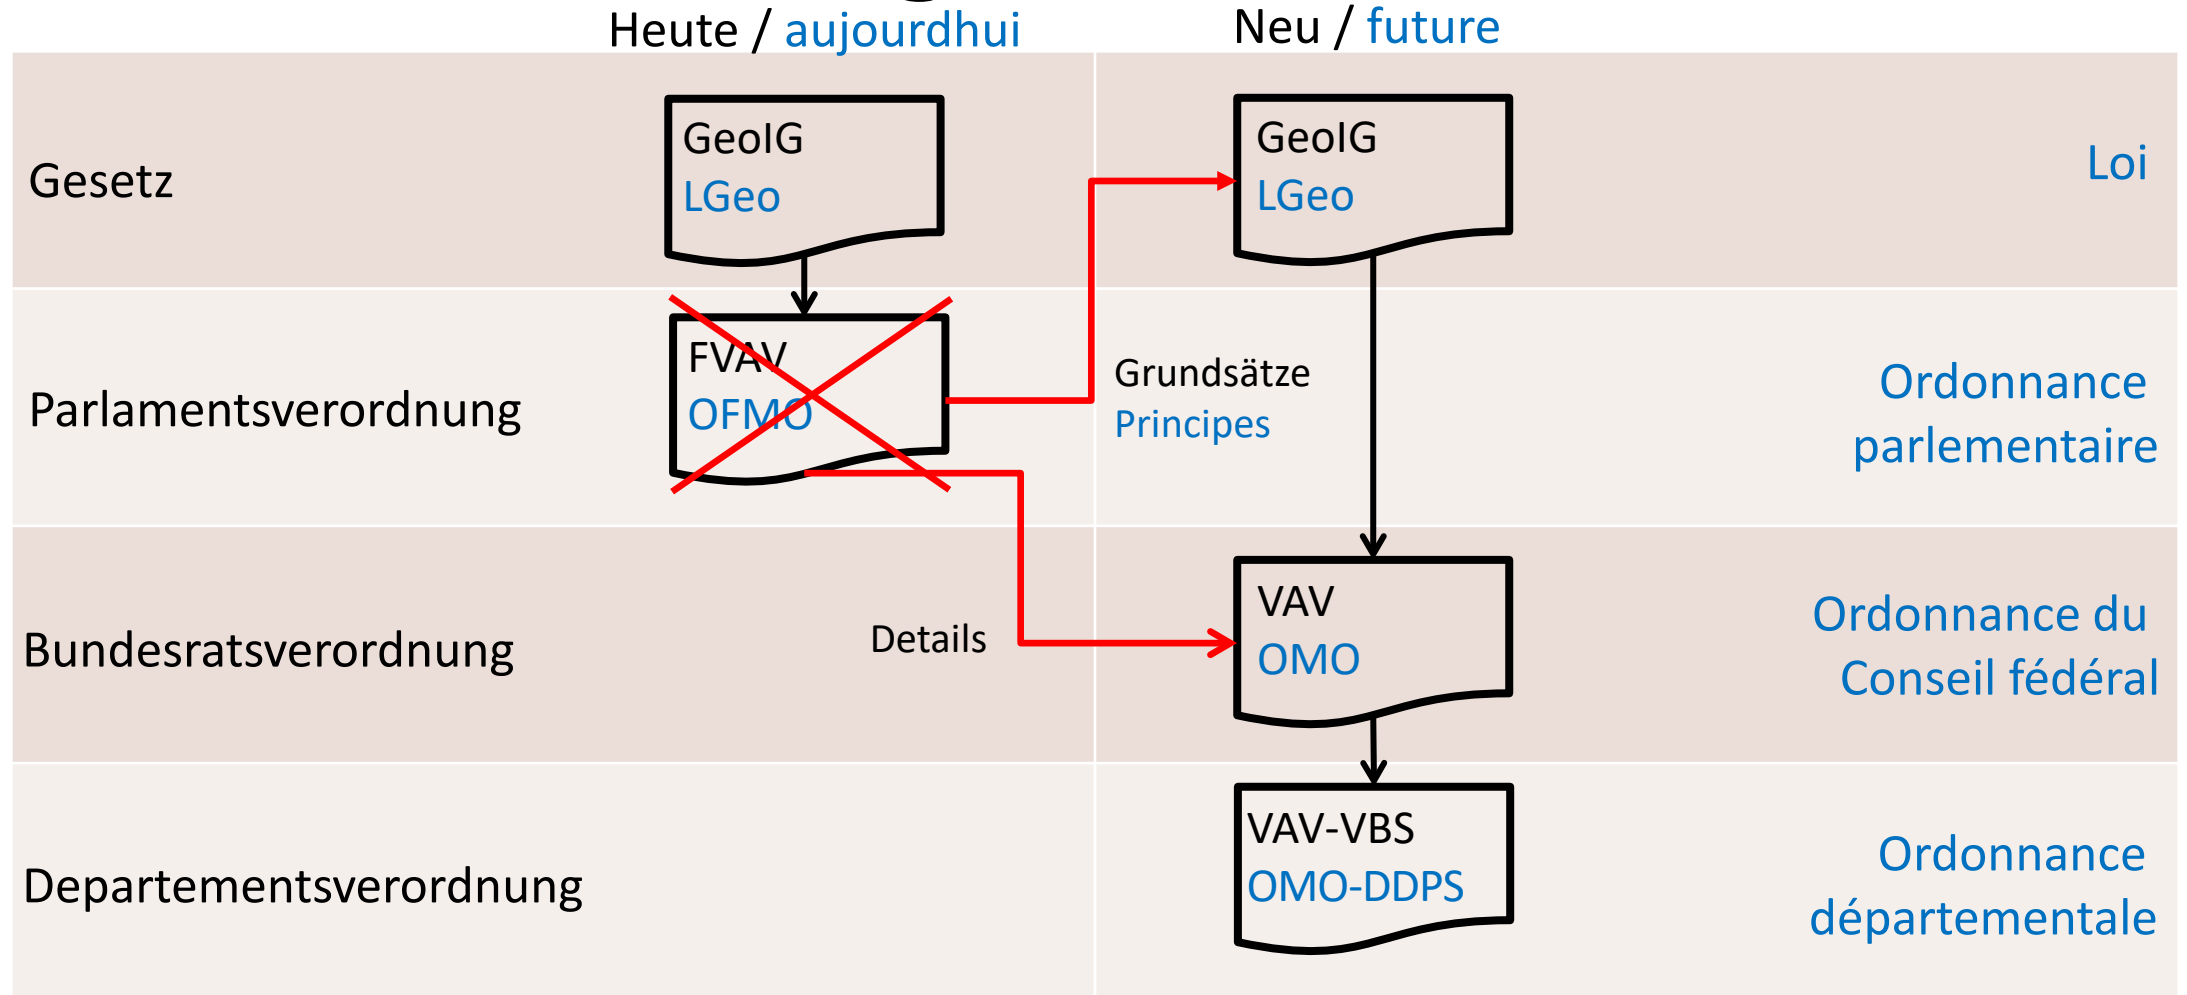 Heute / aujourdhui
Neu / future
Gesetz
GeoIG
LGeo
GeoIG
LGeo
Loi
Parlamentsverordnung
FVAV
OFMO
Grundsätze
Principes
Ordonnance
parlementaire
Bundesratsverordnung
Details
VAV
OMO
Ordonnance du
Conseil fédéral
Departementsverordnung
VAV-VBS
OMO-DDPS
Ordonnance
départementale